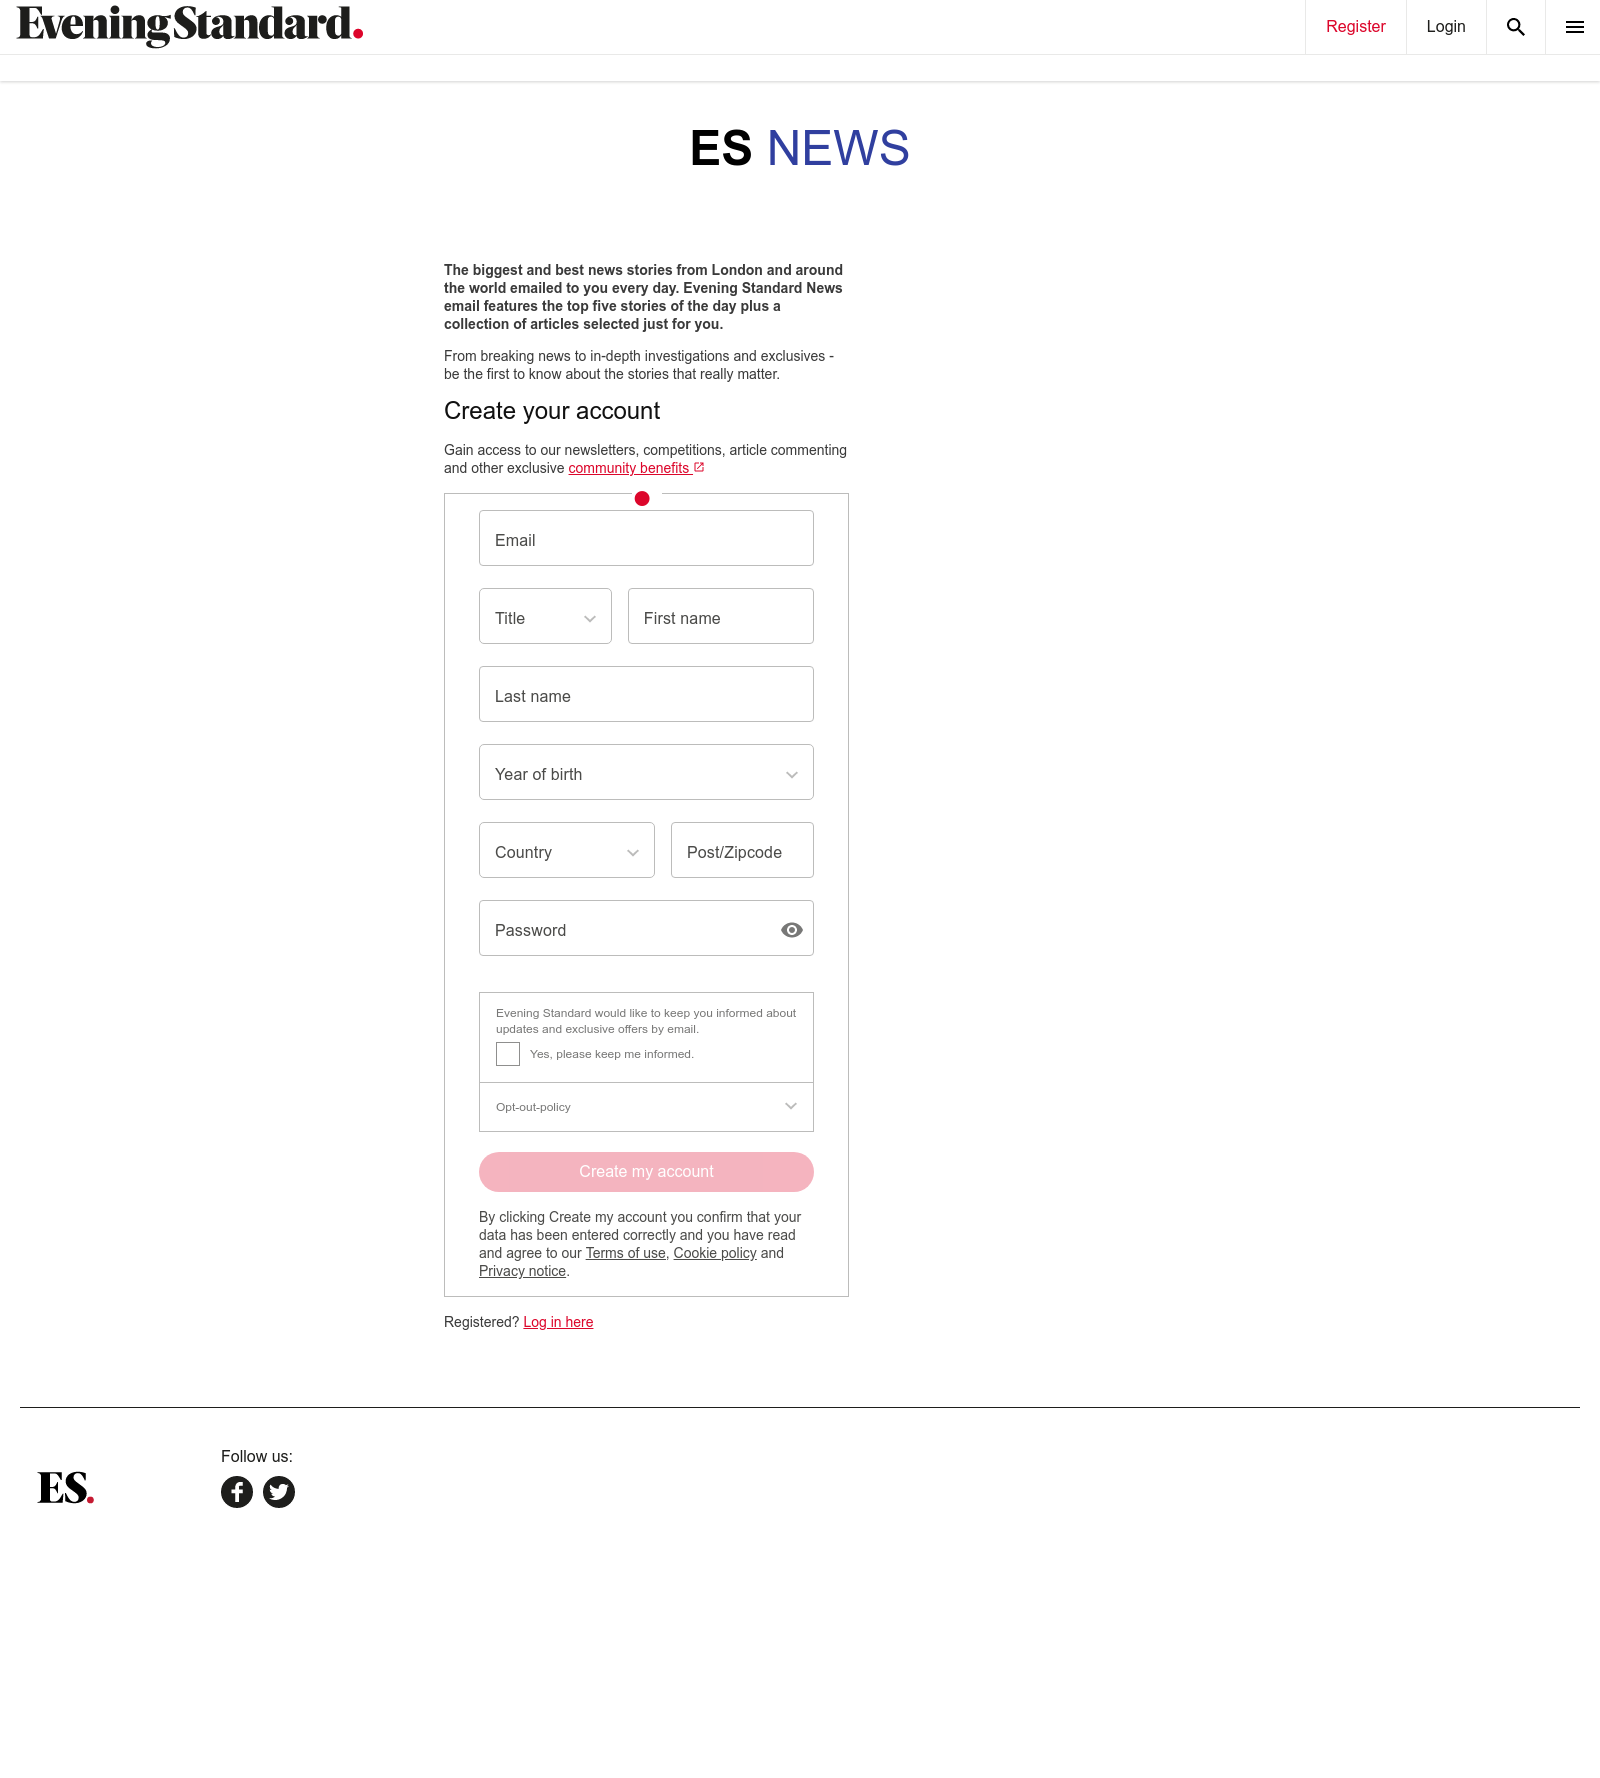 Evening Standard.
Register
Login
ES NEWS
The biggest and best news stories from London and around
the world emailed to you every day. Evening Standard News
email features the top five stories of the day plus a
collection of articles selected just for you.
From breaking news to in-depth investigations and exclusives -
be the first to know about the stories that really matter.
Create your account
Gain access to our newsletters, competitions, article commenting
and other exclusive community benefits
Email
Title
First name
Last name
Year of birth
Country
Post/Zipcode
Password
Evening Standard would like to keep you informed about
updates and exclusive offers by email.
Yes, please keep me informed.
Opt-out-policy
Create my account
By clicking Create my account you confirm that your
data has been entered correctly and you have read
and agree to our Terms of use, Cookie policy and
Privacy notice.
Registered? Log in here
Follow us:
ES.